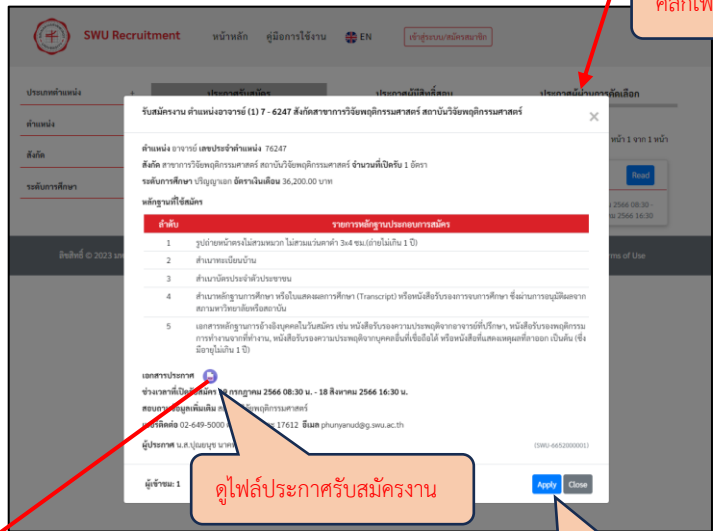 คลิกเพื่
SWU Recruitment หน้าหลัก คู่มือการใช้งาน EN เข้าสู่ระบบ/สมัครสมาชิก
ประเภทตำแหน่ง + ประกาศรับสมัคร ประกาศผู้มีสิทธิ์สอบ ประกาศผู้ผ่านการคัดเลือก
รับสมัครงาน ตำแหน่งอาจารย์ (1) 7 - 6247 สังกัดสาขาการวิจัยพฤติกรรมศาสตร์ สถาบันวิจัยพฤติกรรมศาสตร์ ×
ตำแหน่ง
หน้า 1 จาก 1 หน้า
ตำแหน่ง อาจารย์ เลขประจำตำแหน่ง 76247
สังกัด
สังกัด สาขาการวิจัยพฤติกรรมศาสตร์ สถาบันวิจัยพฤติกรรมศาสตร์ จำนวนที่เปิดรับ 1 อัตรา
ระดับการศึกษา
ระดับการศึกษา ปริญญาเอก อัตราเงินเดือน 36,200.00 บาท
Read
หลักฐานที่ใช้สมัคร
2566 08:30 -
2566 16:30
ลำดับ รายการหลักฐานประกอบการสมัคร
1 รูปถ่ายหน้าตรงไม่สวมหมวก ไม่สวมแว่นตาดำ 3x4 ซม.(ถ่ายไม่เกิน 1 ปี)
ลิขสิทธิ์ © 2023
ms of Use
2 สำเนาทะเบียนบ้าน
3 สำเนาบัตรประจำตัวประชาชน
4 สำเนาหลักฐานการศึกษา หรือใบแสดงผลการศึกษา (Transcript) หรือหนังสือรับรองการจบการศึกษา ซึ่งผ่านการอนุมัติผลจาก
สภามหาวิทยาลัยหรือสถาบัน
5 เอกสารหลักฐานการอ้างอิงบุคคลในวันสมัคร เช่น หนังสือรับรองความประพฤติจากอาจารย์ที่ปรึกษา, หนังสือรับรองพฤติกรรม
การทำงานจากที่ทำงาน, หนังสือรับรองความประพฤติจากบุคคลอื่นที่เชื่อถือได้ หรือหนังสือที่แสดงเหตุผลที่ลาออก เป็นต้น (ซึ่ง
มีอายุไม่เกิน 1 ปี)
เอกสารประกาศ
ช่วงเวลาที่เปิดรับสมัคร กรกฎาคม 2566 08:30 น. - 18 สิงหาคม 2566 16:30 น.
สอบถามข้อมูลเพิ่มเติม
02-649-5000 17612 อีเมล phunyanud@g.swu.ac.th
ผู้ประกาศ น.ส.ปุณยนุช
(SWU-6652000001)
ผู้เข้าชม: 1
ดูไฟล์ประกาศรับสมัครงาน
Apply Close